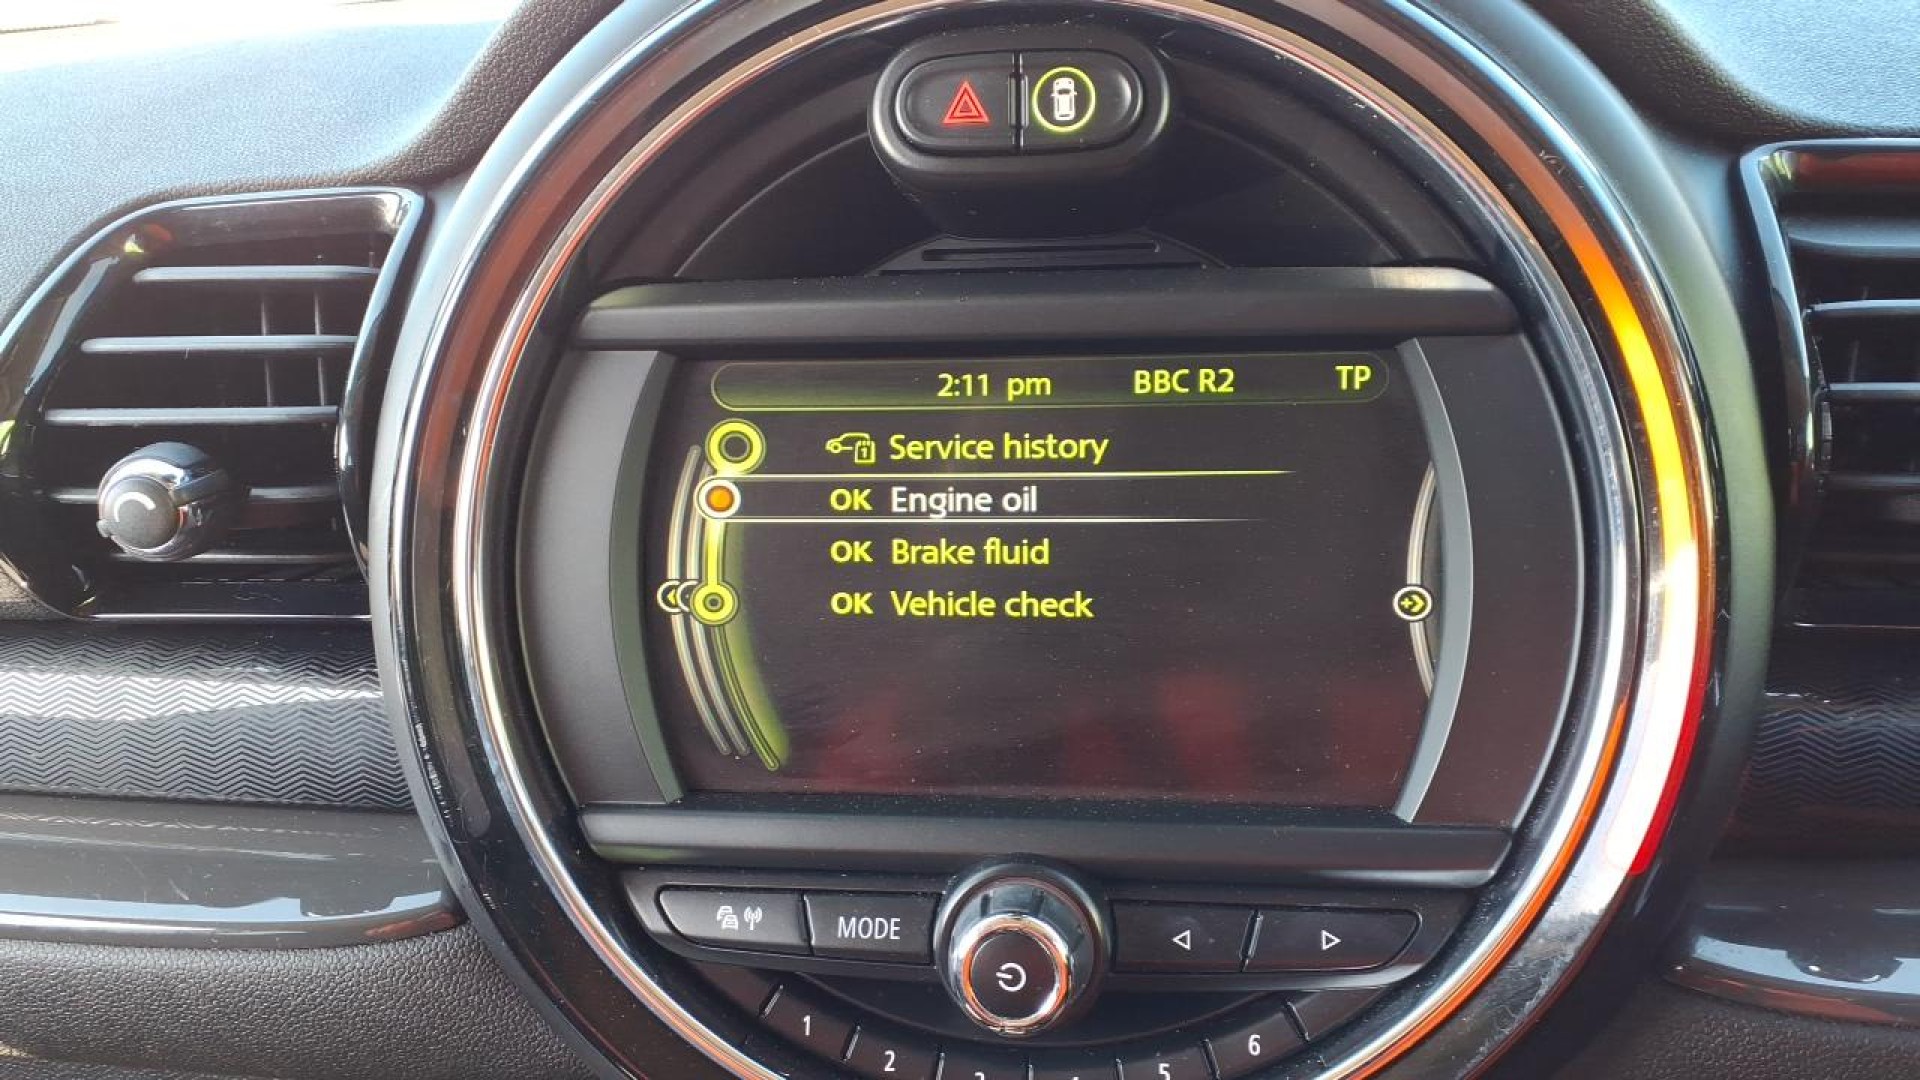 2:11 pm BBC R2 TP
Service history
OK Engine oil
OK Brake fluid
OK Vehicle check
MODE
1
2
5
6